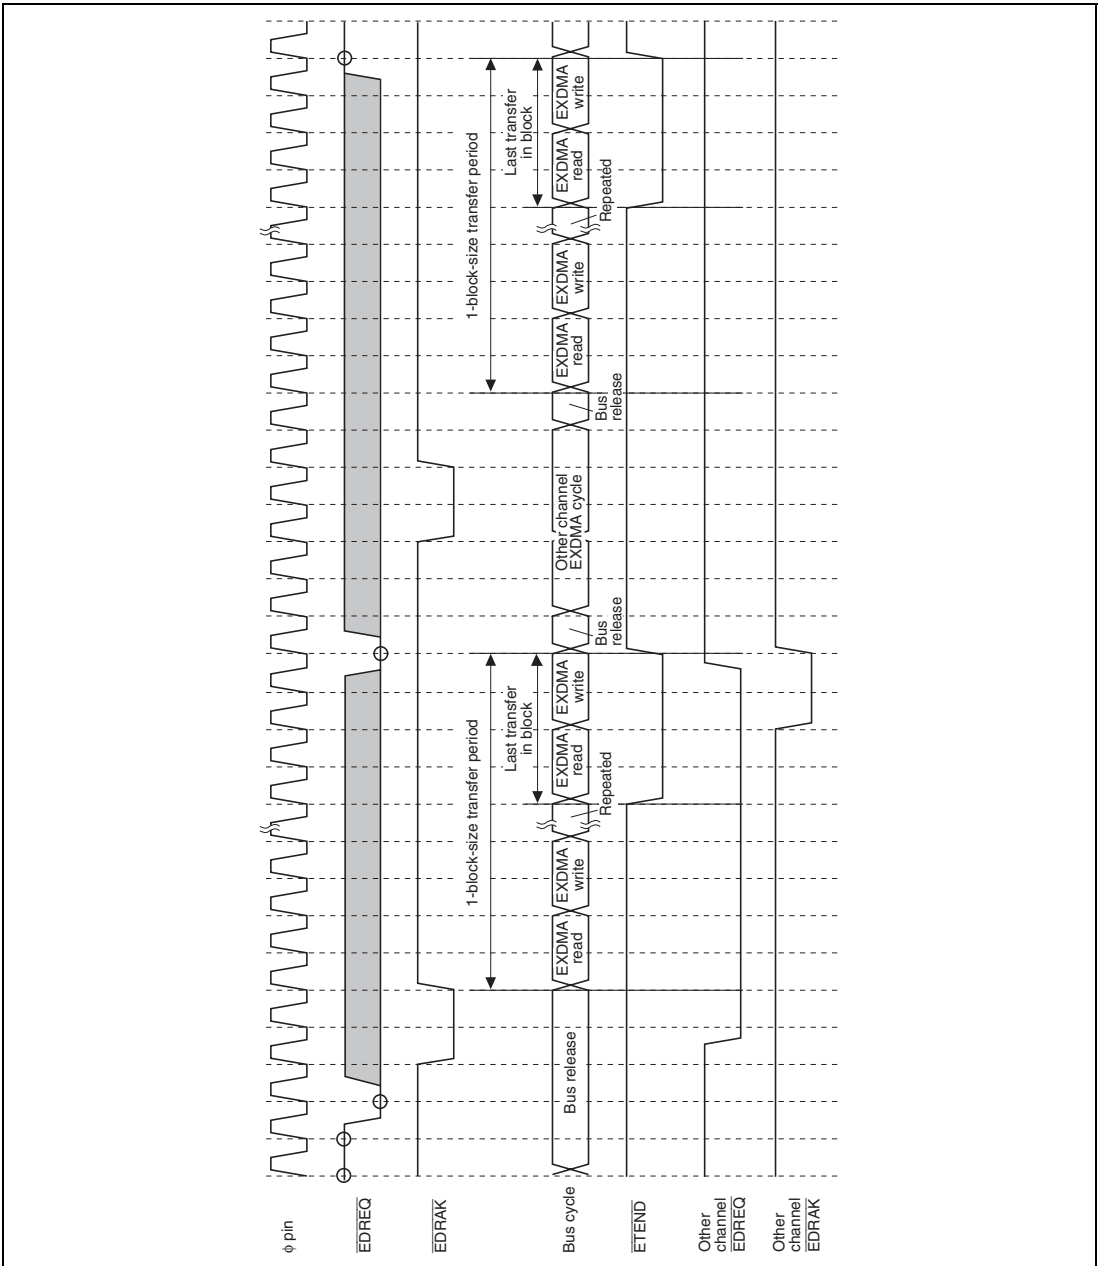 φ pin
EDREQ
EDRAK
1-block-size transfer period
1-block-size transfer period
Last transfer
in block
Last transfer
in block
Bus cycle
Bus release
EXDMA
read
EXDMA
write
Repeated
EXDMA
read
EXDMA
write
Bus
release
Other channel
EXDMA cycle
Bus
release
EXDMA
read
EXDMA
write
Repeated
EXDMA
read
EXDMA
write
ETEND
Other
channel
EDREQ
Other
channel
EDRAK